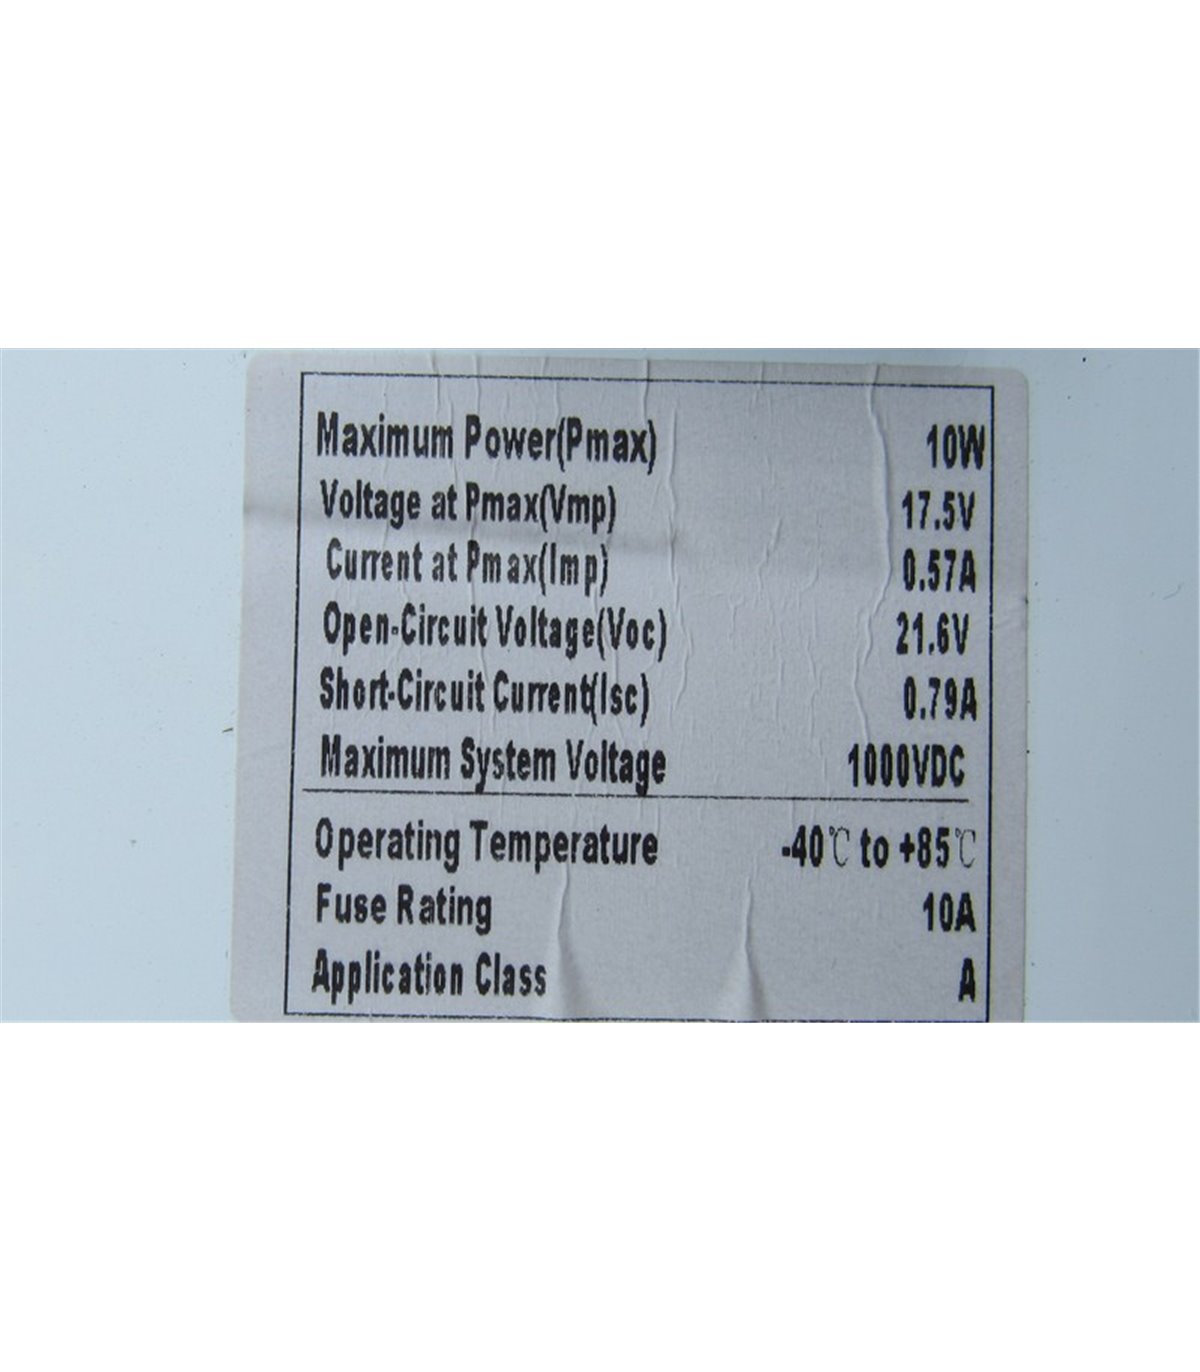 Maximum Power(Pmax) 10W
Voltage at Pmax(Vmp) 17.5V
Current at Pmax(Imp) 0.57A
Open-Circuit Voltage(Voc) 21.6V
Short-Circuit Current(Isc) 0.79A
Maximum System Voltage 1000VDC
Operating Temperature -40℃ to +85℃
Fuse Rating 10A
Application Class A